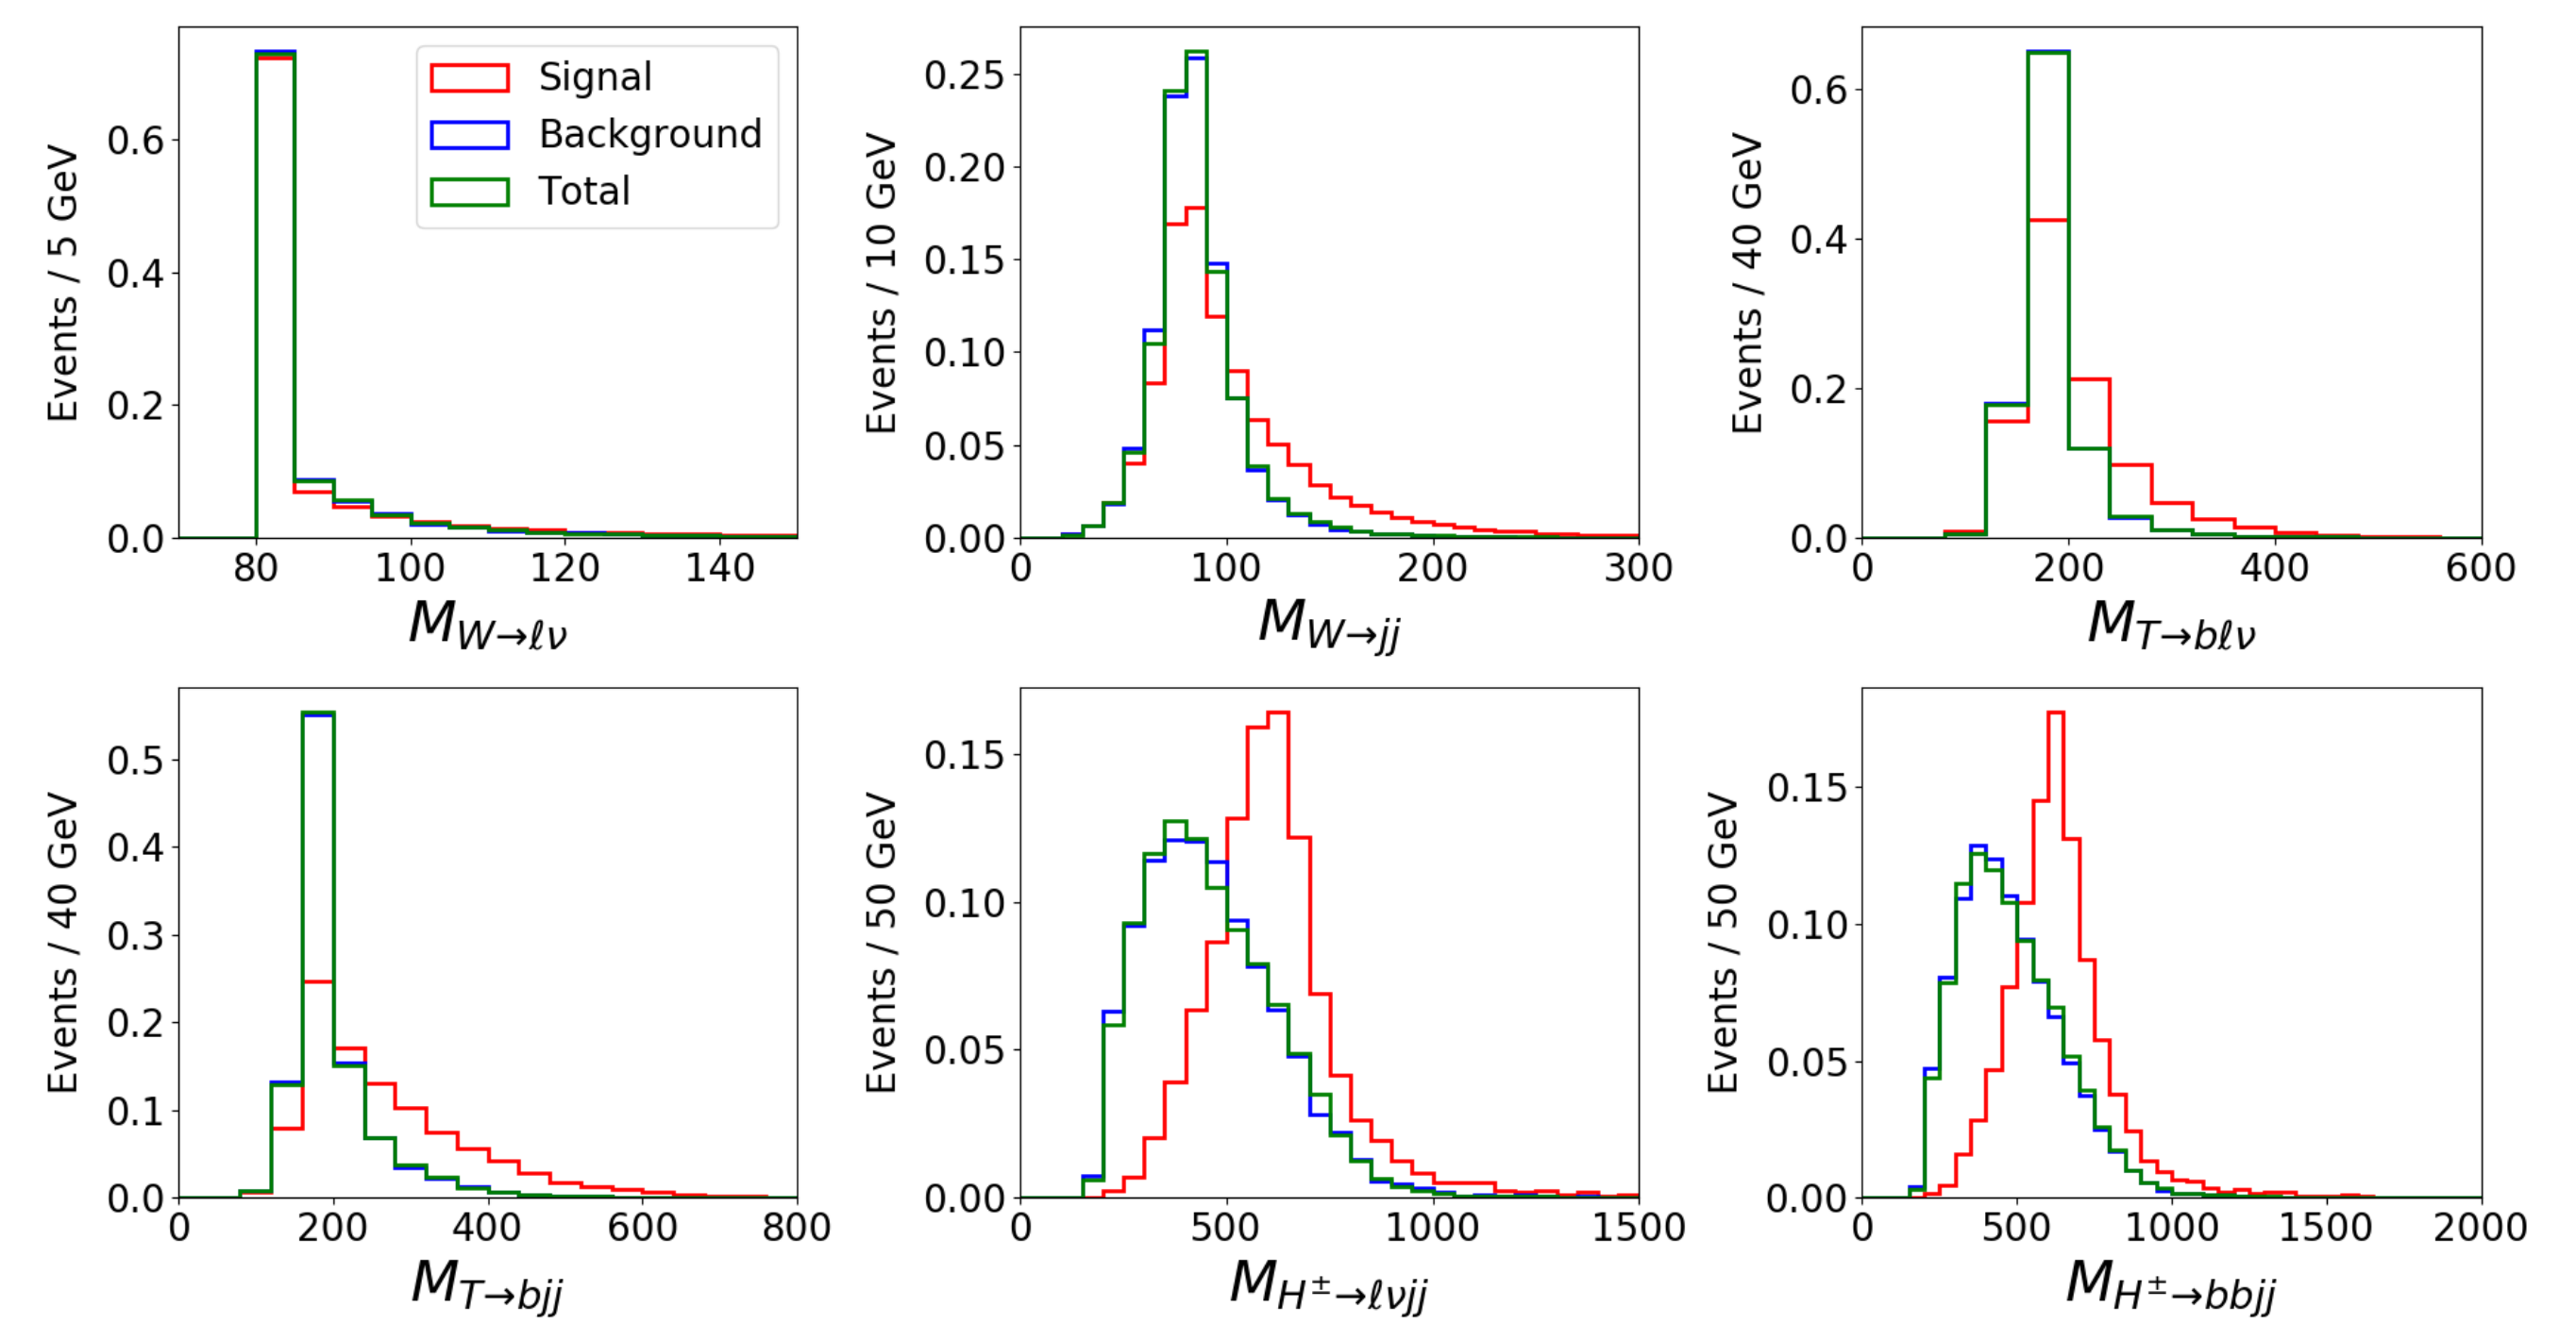 Events / 5 GeV
0.6
0.4
0.2
0.0
80 100 120 140
M_{W→ℓν}
Signal
Background
Total
Events / 10 GeV
0.25
0.20
0.15
0.10
0.05
0.00
0 100 200 300
M_{W→jj}
Events / 40 GeV
0.6
0.4
0.2
0.0
0 200 400 600
M_{T→bℓν}
Events / 40 GeV
0.5
0.4
0.3
0.2
0.1
0.0
0 200 400 600 800
M_{T→bjj}
Events / 50 GeV
0.15
0.10
0.05
0.00
0 500 1000 1500
M_{H^±→ℓνjj}
Events / 50 GeV
0.15
0.10
0.05
0.00
0 500 1000 1500 2000
M_{H^±→bbjj}